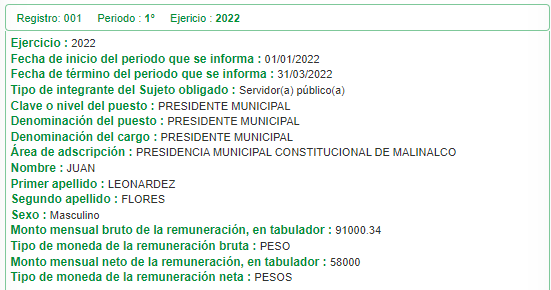 Registro: 001 Periodo : 1° Ejericio : 2022
Ejercicio : 2022
Fecha de inicio del periodo que se informa : 01/01/2022
Fecha de término del periodo que se informa : 31/03/2022
Tipo de integrante del Sujeto obligado : Servidor(a) público(a)
Clave o nivel del puesto : PRESIDENTE MUNICIPAL
Denominación del puesto : PRESIDENTE MUNICIPAL
Denominación del cargo : PRESIDENTE MUNICIPAL
Área de adscripción : PRESIDENCIA MUNICIPAL CONSTITUCIONAL DE MALINALCO
Nombre : JUAN
Primer apellido : LEONARDEZ
Segundo apellido : FLORES
Sexo : Masculino
Monto mensual bruto de la remuneración, en tabulador : 91000.34
Tipo de moneda de la remuneración bruta : PESO
Monto mensual neto de la remuneración, en tabulador : 58000
Tipo de moneda de la remuneración neta : PESOS